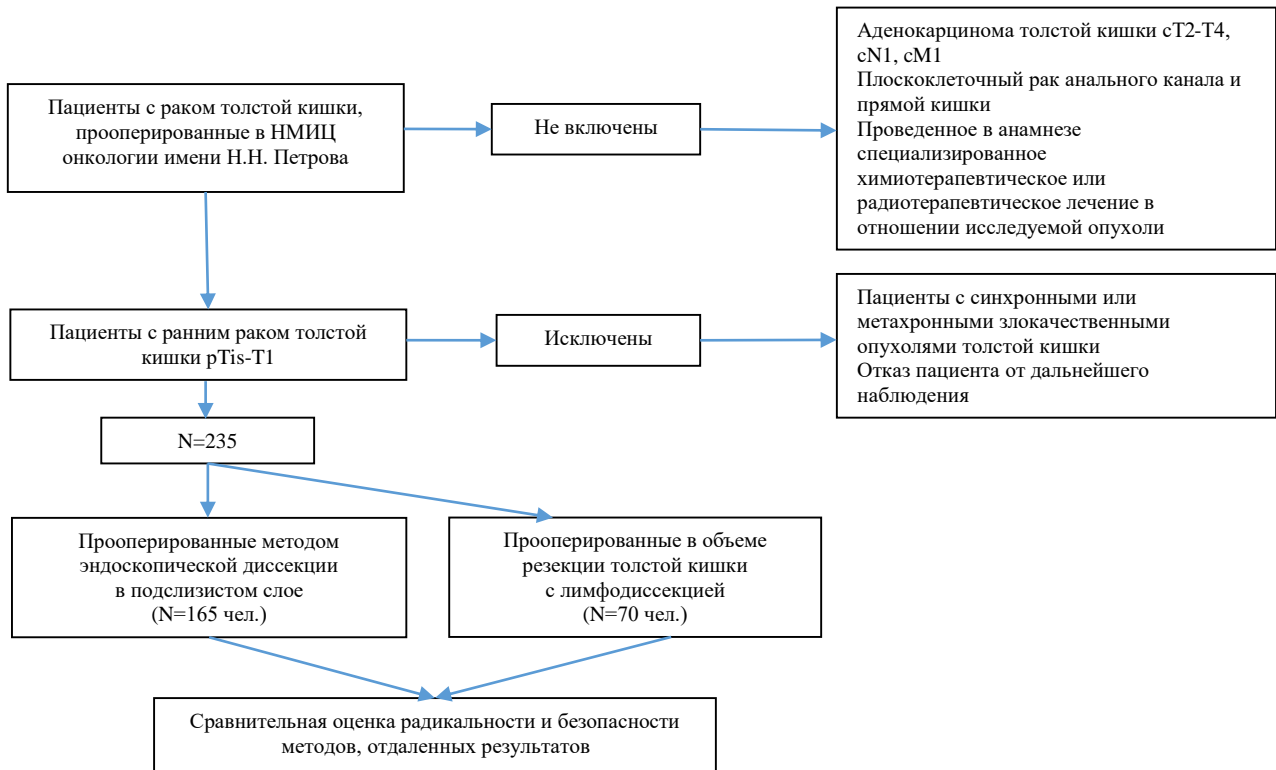 Пациенты с раком толстой кишки,
прооперированные в НМИЦ
онкологии имени Н.Н. Петрова
Не включены
Аденокарцинома толстой кишки cT2-T4,
cN1, cM1
Плоскоклеточный рак анального канала и
прямой кишки
Проведенное в анамнезе
специализированное
химиотерапевтическое или
радиотерапевтическое лечение в
отношении исследуемой опухоли
Пациенты с ранним раком толстой
кишки pTis-T1
Исключены
Пациенты с синхронными или
метахронными злокачественными
опухолями толстой кишки
Отказ пациента от дальнейшего
наблюдения
N=235
Прооперированные методом
эндоскопической диссекции
в подслизистом слое
(N=165 чел.)
Прооперированные в объеме
резекции толстой кишки
с лимфодиссекцией
(N=70 чел.)
Сравнительная оценка радикальности и безопасности
методов, отдаленных результатов